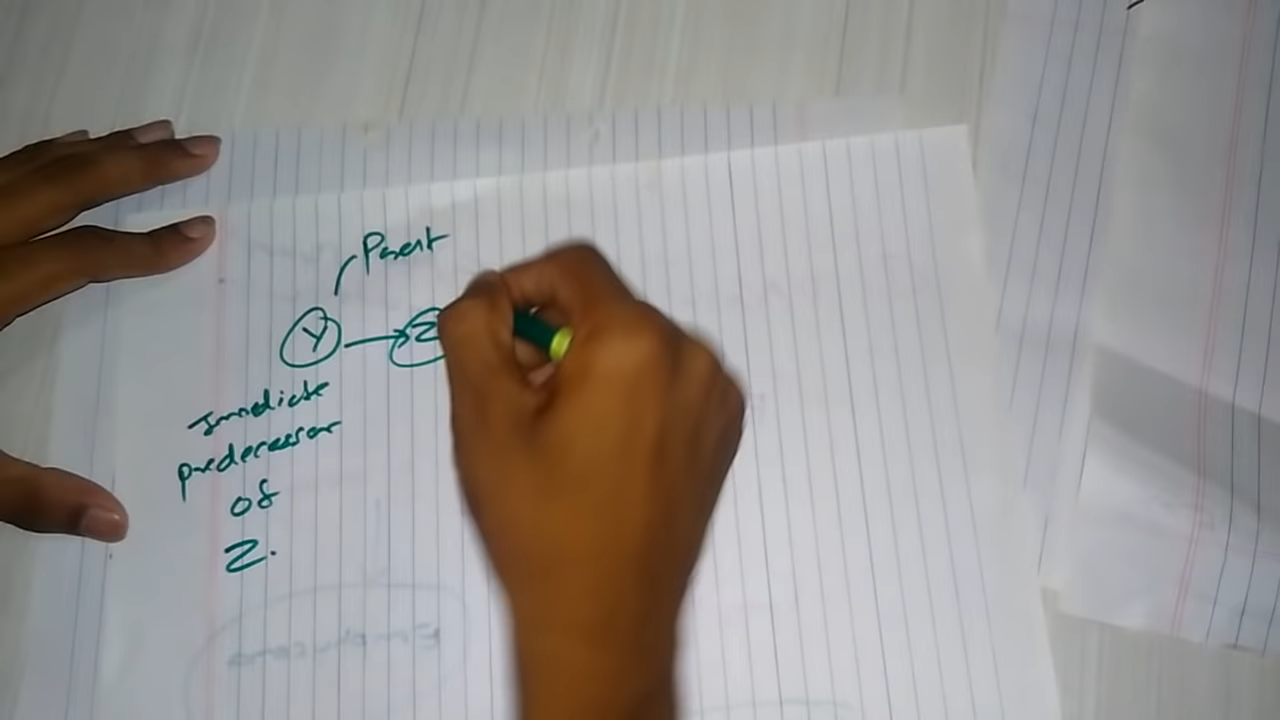 Parent
Y → Z
Immediate
predecessor
of
Z.